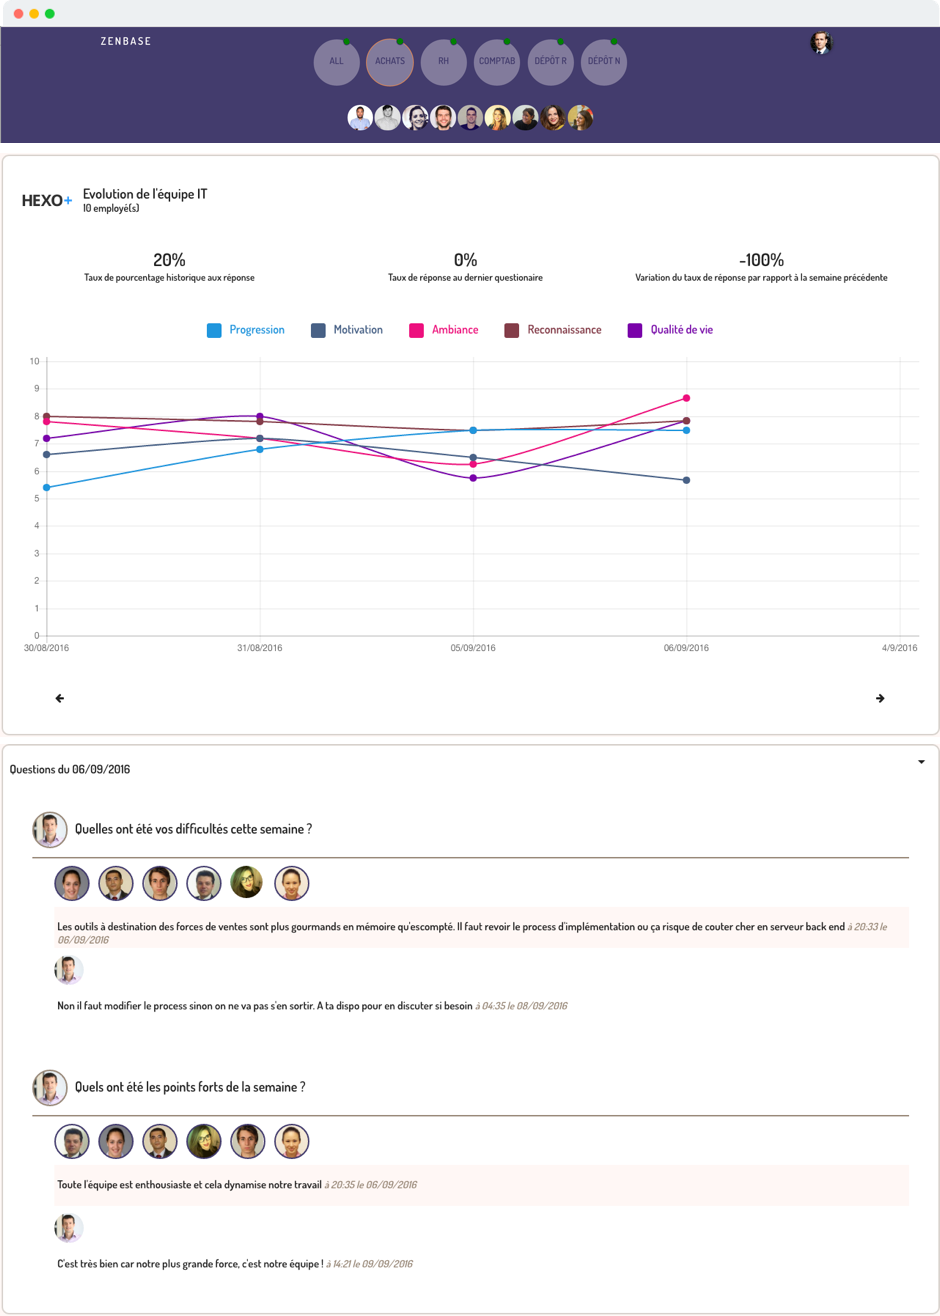 ZENBASE
ALL
ACHATS
RH
COMPTAB
DÉPÔT R
DÉPÔT N
HEXO+
Evolution de l'équipe IT
10 employé(s)
20%
Taux de pourcentage historique aux réponse
0%
Taux de réponse au dernier questionaire
-100%
Variation du taux de réponse par rapport à la semaine précédente
Progression
Motivation
Ambiance
Reconnaissance
Qualité de vie
10
9
8
7
6
5
4
3
2
1
0
30/08/2016
31/08/2016
05/09/2016
06/09/2016
4/9/2016
Questions du 06/09/2016
Quelles ont été vos difficultés cette semaine ?
Les outils à destination des forces de ventes sont plus gourmands en mémoire qu'escompté. Il faut revoir le process d'implémentation ou ça risque de couter cher en serveur back end à 20:33 le
06/09/2016
Non il faut modifier le process sinon on ne va pas s'en sortir. A ta dispo pour en discuter si besoin à 04:35 le 08/09/2016
Quels ont été les points forts de la semaine ?
Toute l'équipe est enthousiaste et cela dynamise notre travail à 20:35 le 06/09/2016
C'est très bien car notre plus grande force, c'est notre équipe ! à 14:21 le 09/09/2016